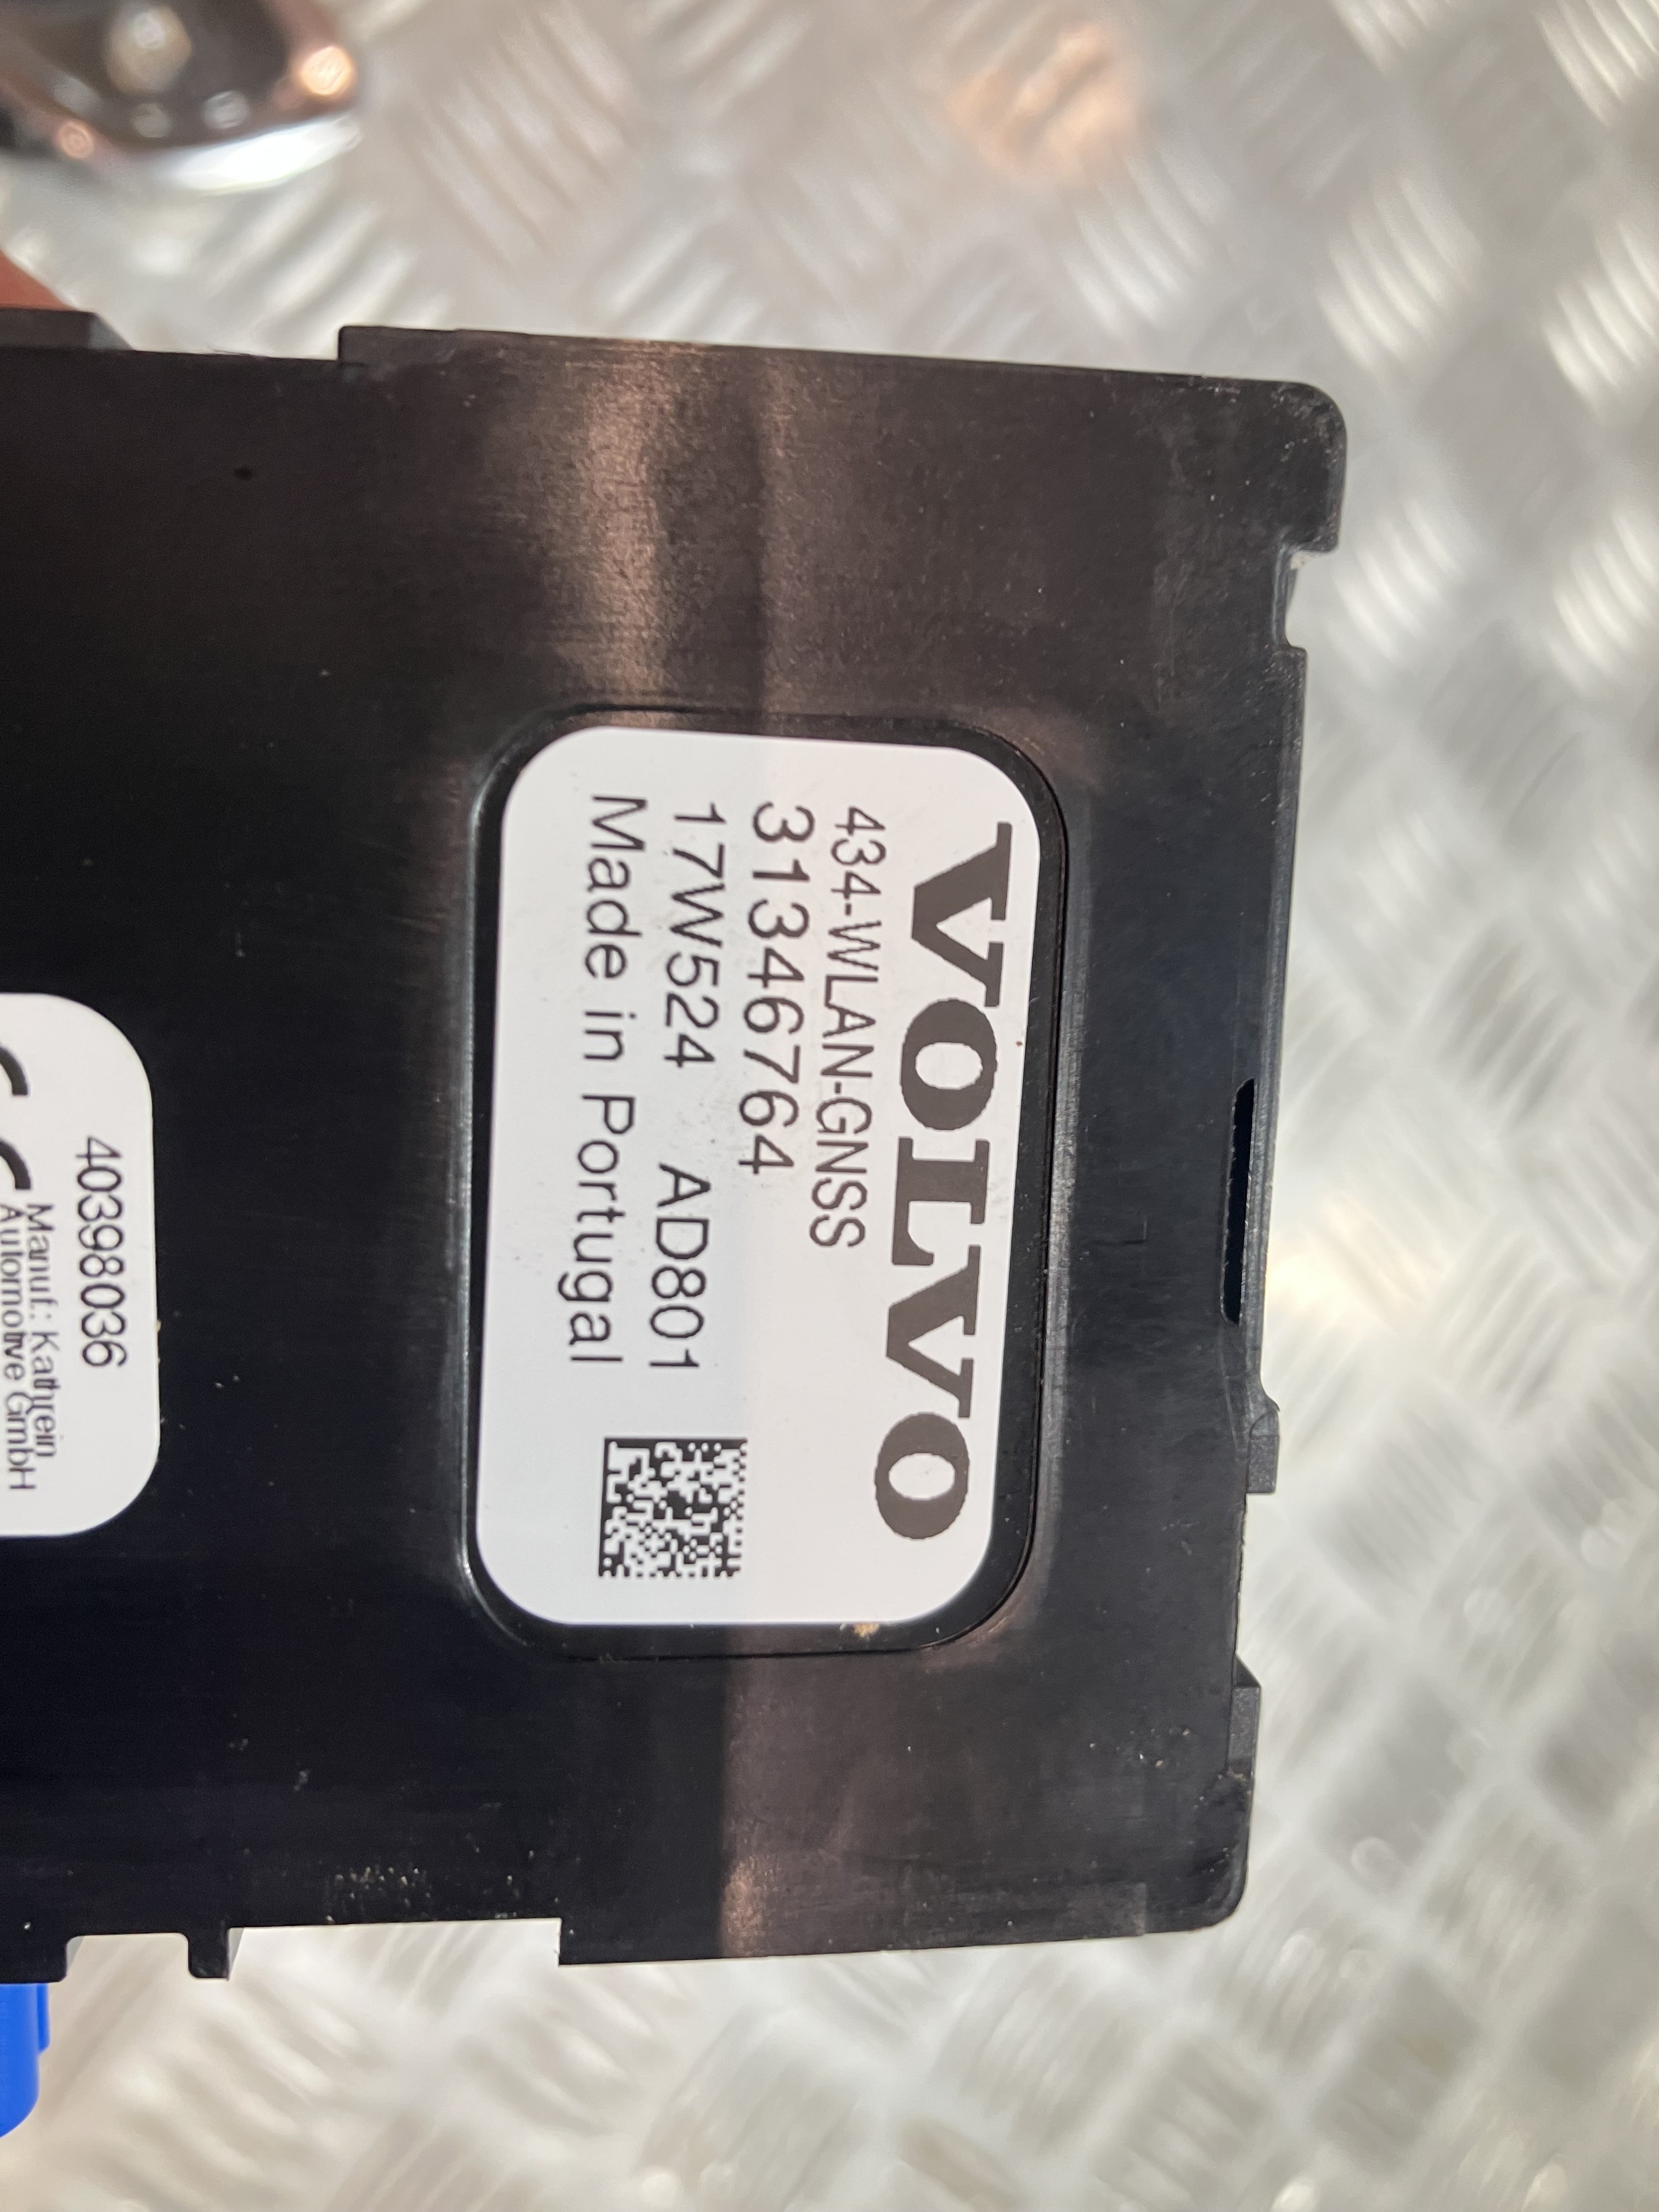 VOLVO
434-WLAN-GNSS
31346764
17W524 AD801
Made in Portugal
40398036
Manuf.: Kathrein
Automotive GmbH